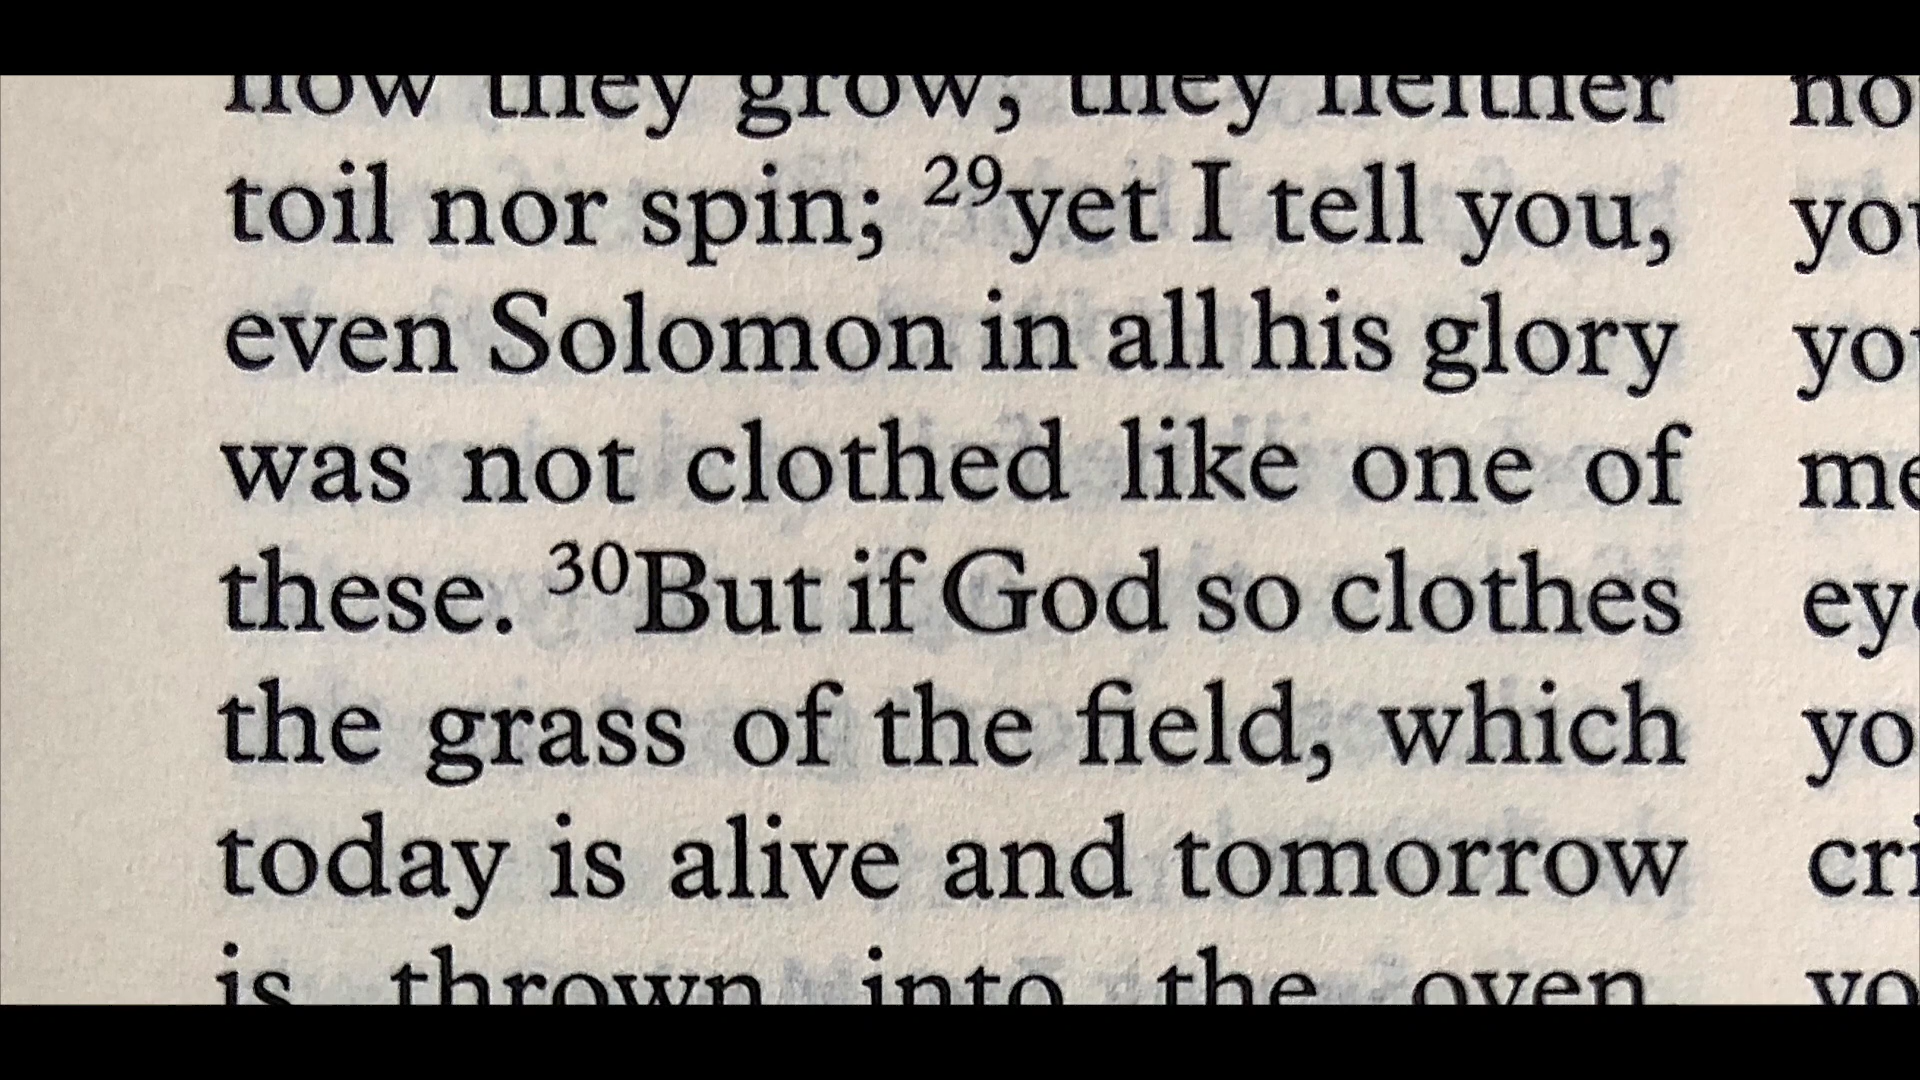 how they grow; they neither
toil nor spin; ²⁹yet I tell you,
even Solomon in all his glory
was not clothed like one of
these. ³⁰But if God so clothes
the grass of the field, which
today is alive and tomorrow
is thrown into the oven,